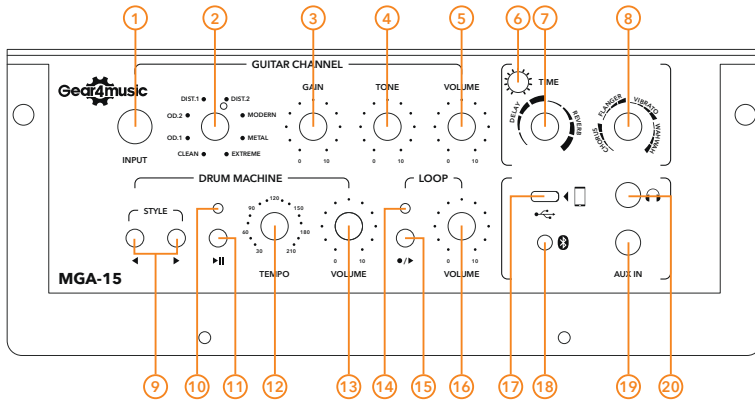 1 2 3 4 5 6 7 8
GUITAR CHANNEL
Gear4music
DIST.1 DIST.2
OD.2 MODERN
OD.1 METAL
CLEAN EXTREME
INPUT
GAIN
0 10
TONE
0 10
VOLUME
0 10
TIME
DELAY REVERB
CHORUS FLANGER VIBRATO WAHWAH
DRUM MACHINE
STYLE
30 60 90 120 150 180 210
TEMPO
0 10
VOLUME
LOOP
0 10
VOLUME
AUX IN
MGA-15
9 10 11 12 13 14 15 16 17 18 19 20